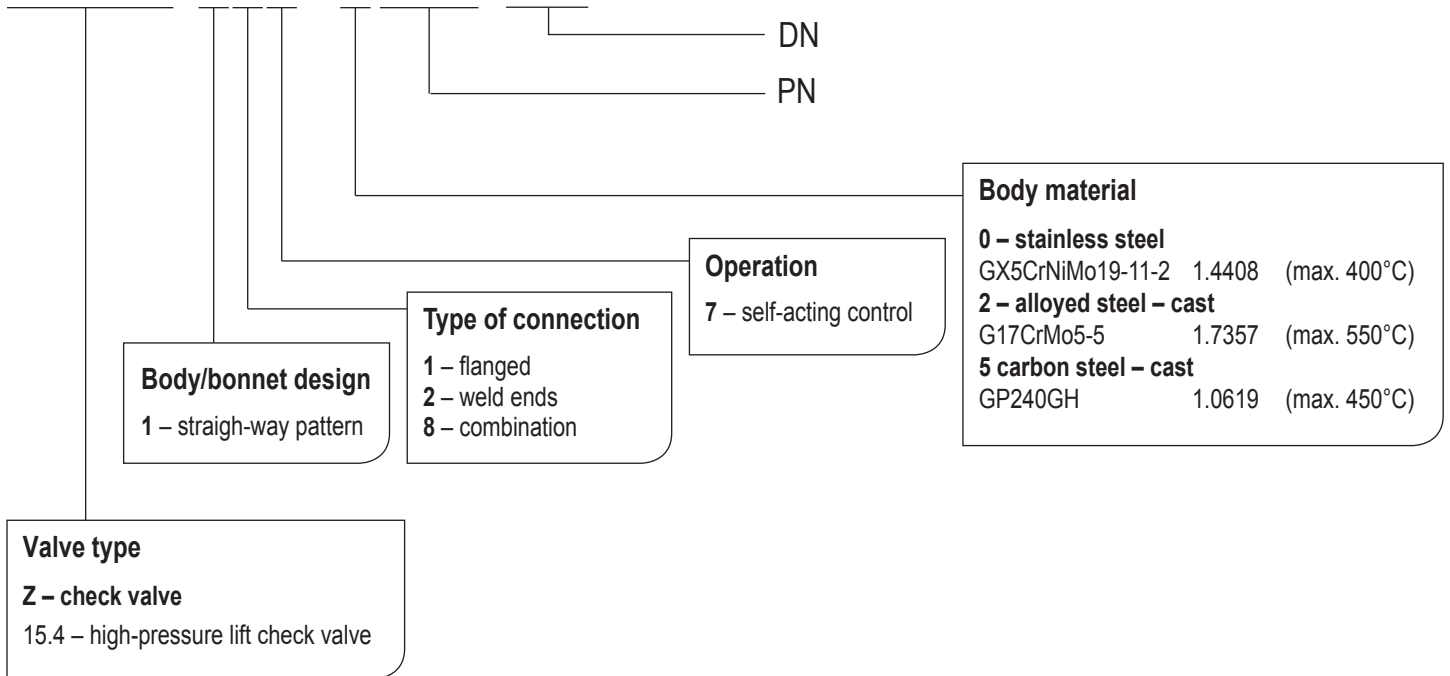 DN
PN
Body material
0 – stainless steel
GX5CrNiMo19-11-2 1.4408 (max. 400°C)
2 – alloyed steel – cast
G17CrMo5-5 1.7357 (max. 550°C)
5 carbon steel – cast
GP240GH 1.0619 (max. 450°C)
Operation
7 – self-acting control
Type of connection
1 – flanged
2 – weld ends
8 – combination
Body/bonnet design
1 – straigh-way pattern
Valve type
Z – check valve
15.4 – high-pressure lift check valve